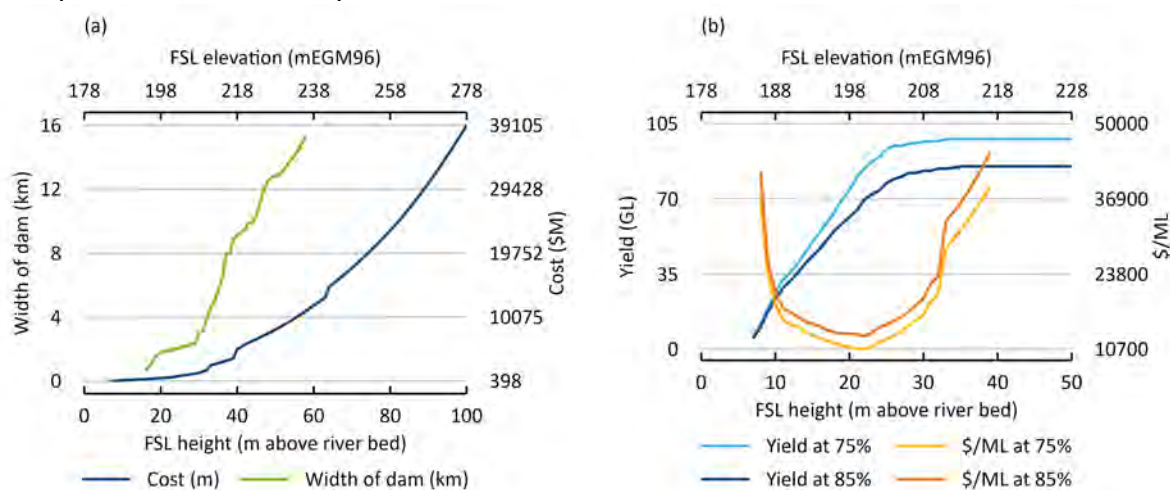 (a)
FSL elevation (mEGM96)
178 198 218 238 258 278
16 39105
12 29428
8 19752
4 10075
0 398
Width of dam (km)
Cost ($M)
0 20 40 60 80 100
FSL height (m above river bed)
Cost (m) Width of dam (km)
(b)
FSL elevation (mEGM96)
178 188 198 208 218 228
105 50000
70 36900
35 23800
0 10700
Yield (GL)
$/ML
0 10 20 30 40 50
FSL height (m above river bed)
Yield at 75% $/ML at 75%
Yield at 85% $/ML at 85%